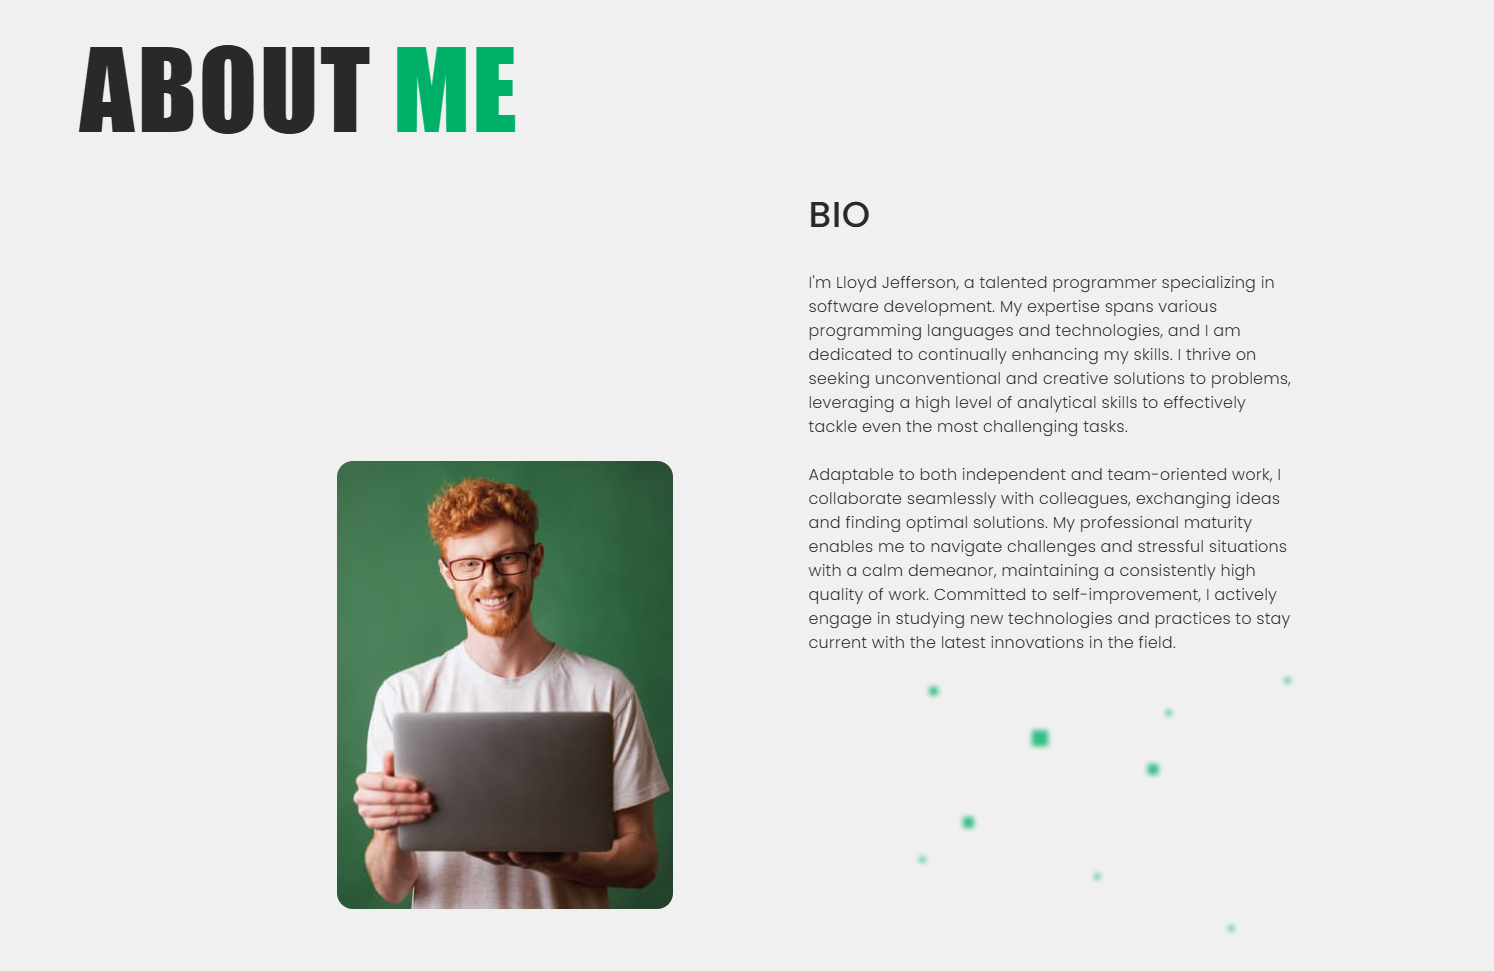 ABOUT ME
BIO
I'm Lloyd Jefferson, a talented programmer specializing in
software development. My expertise spans various
programming languages and technologies, and I am
dedicated to continually enhancing my skills. I thrive on
seeking unconventional and creative solutions to problems,
leveraging a high level of analytical skills to effectively
tackle even the most challenging tasks.
Adaptable to both independent and team-oriented work, I
collaborate seamlessly with colleagues, exchanging ideas
and finding optimal solutions. My professional maturity
enables me to navigate challenges and stressful situations
with a calm demeanor, maintaining a consistently high
quality of work. Committed to self-improvement, I actively
engage in studying new technologies and practices to stay
current with the latest innovations in the field.